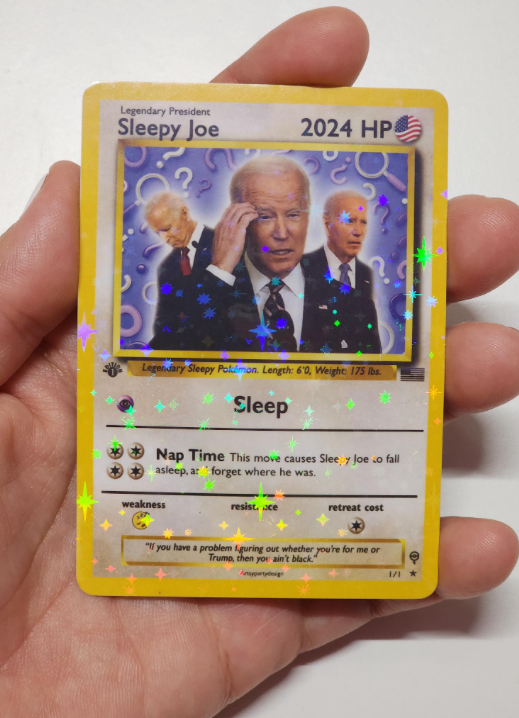 Legendary President
Sleepy Joe 2024 HP
Legendary Sleepy Pokémon. Length: 6'0, Weight: 175 lbs.
Sleep
Nap Time This move causes Sleepy Joe to fall
asleep, and forget where he was.
weakness resistance retreat cost
"If you have a problem figuring out whether you're for me or
Trump, then you ain't black."
Artsypartydesign
1/1